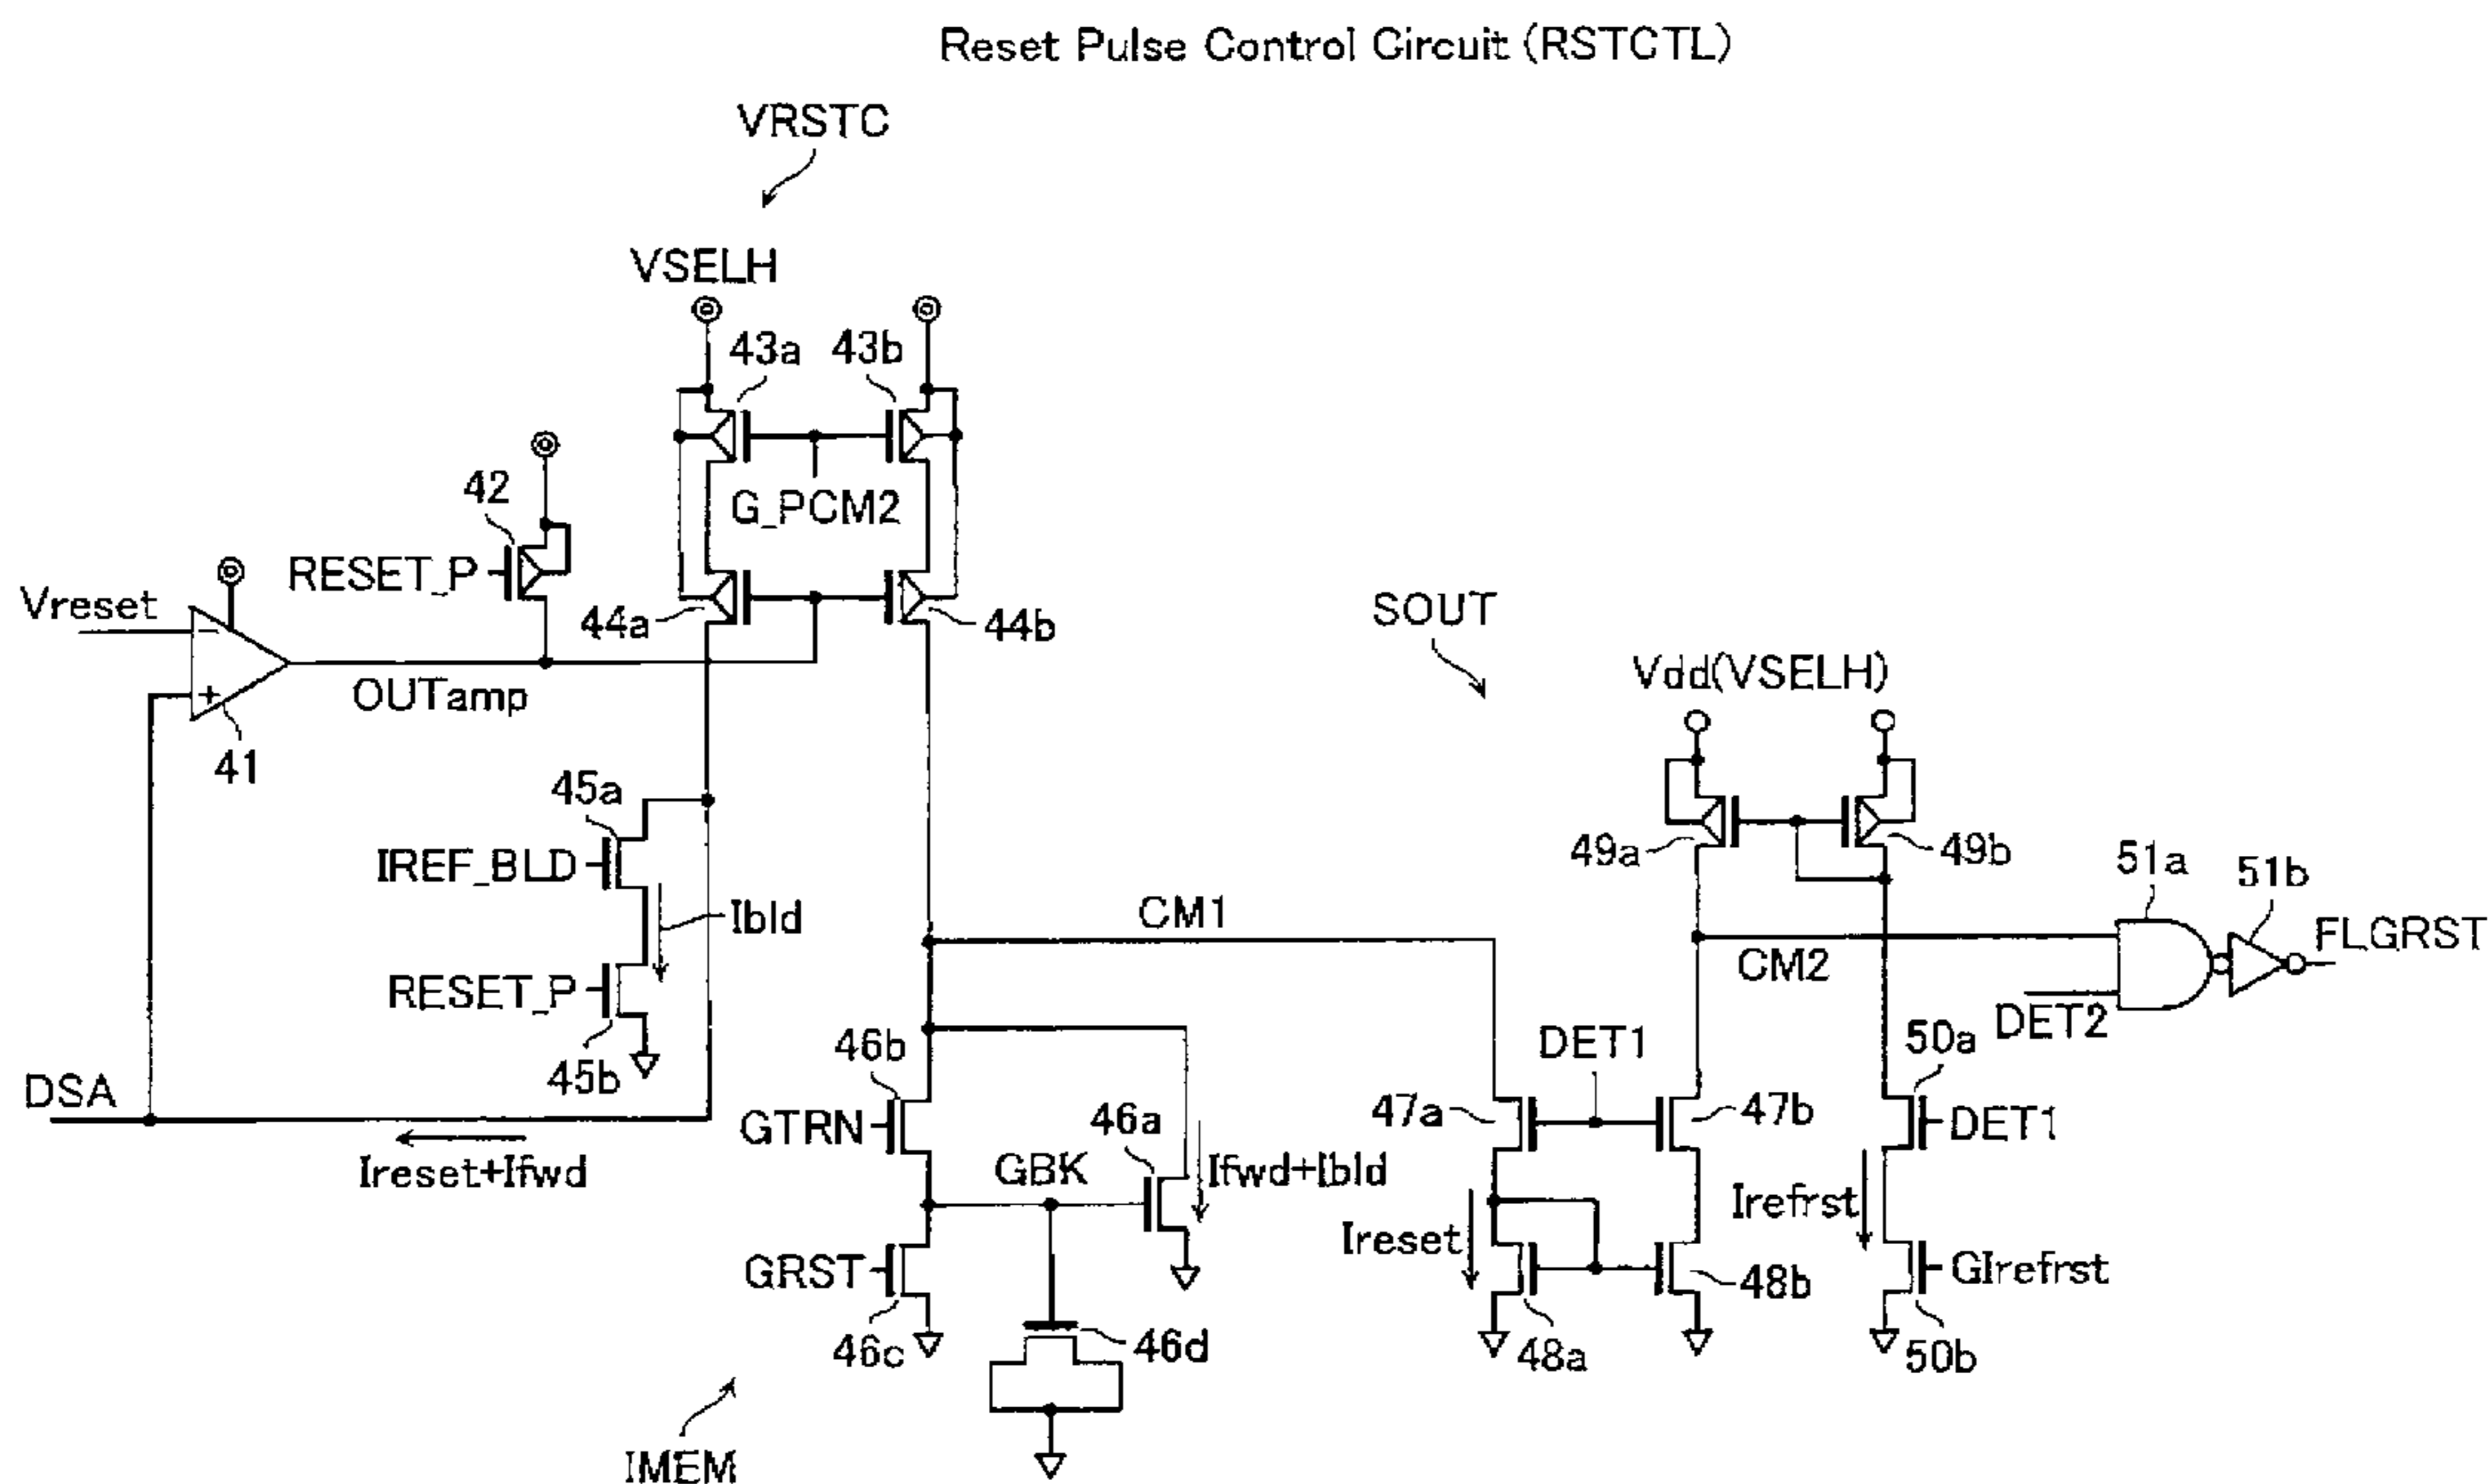 Reset Pulse Control Circuit (RSTCTL)
VRSTC
VSELH
43a
43b
42
G_PCM2
RESET_P
Vreset
−
+
41
OUTamp
44a
44b
SOUT
Vdd(VSELH)
45a
IREF_BLD
Ibld
RESET_P
45b
DSA
Ireset+Ifwd
CM1
49a
49b
51a
51b
FLGRST
CM2
DET2
46b
GTRN
46a
GBK
Ifwd+Ibld
GRST
46c
46d
IMEM
DET1
47a
47b
50a
DET1
Ireset
Irefrst
GIrefrst
48a
48b
50b